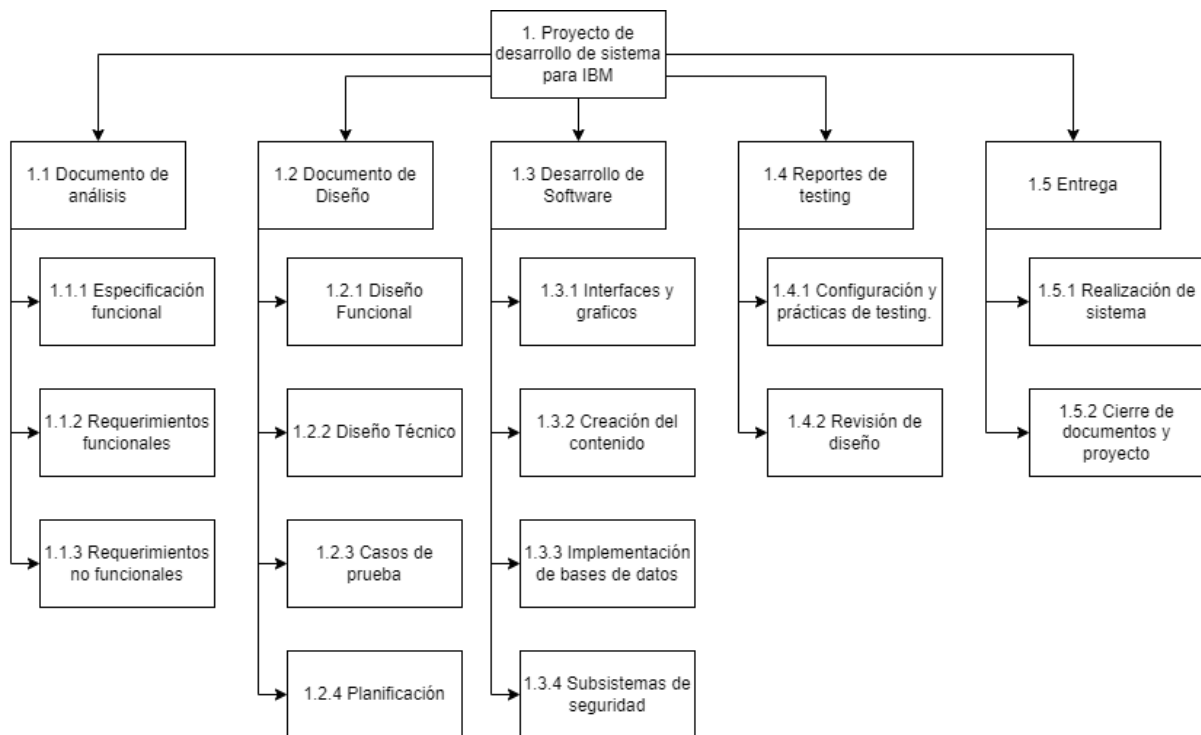 1. Proyecto de
desarrollo de sistema
para IBM
1.1 Documento de
análisis
1.2 Documento de
Diseño
1.3 Desarrollo de
Software
1.4 Reportes de
testing
1.5 Entrega
1.1.1 Especificación
funcional
1.2.1 Diseño
Funcional
1.3.1 Interfaces y
graficos
1.4.1 Configuración y
prácticas de testing.
1.5.1 Realización de
sistema
1.1.2 Requerimientos
funcionales
1.2.2 Diseño Técnico
1.3.2 Creación del
contenido
1.4.2 Revisión de
diseño
1.5.2 Cierre de
documentos y
proyecto
1.1.3 Requerimientos
no funcionales
1.2.3 Casos de
prueba
1.3.3 Implementación
de bases de datos
1.2.4 Planificación
1.3.4 Subsistemas de
seguridad